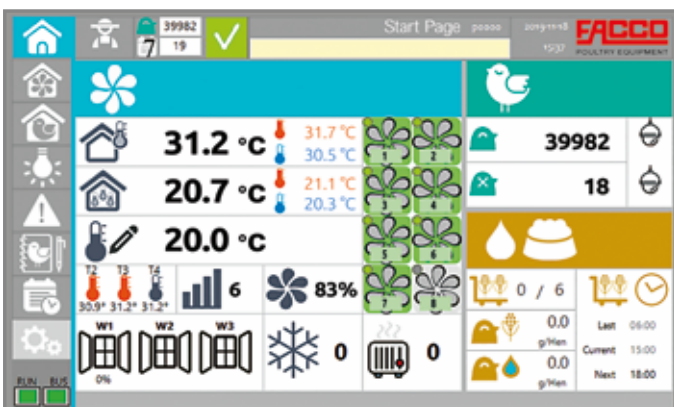 39982
19
Start Page
15:37
FACCO
POULTRY EQUIPMENT
31.2 °C
31.7 °C
30.5 °C
1 2
39982
20.7 °C
21.1 °C
20.3 °C
3 4
18
20.0 °C
5 6
T2 T3 T4
30.9° 31.2° 31.2°
6
83%
7 8
0 / 6
W1 W2 W3
0%
0
0
0.0
g/Hen
0.0
g/Hen
Last 06:00
Current 15:00
Next 18:00
RUN BUS